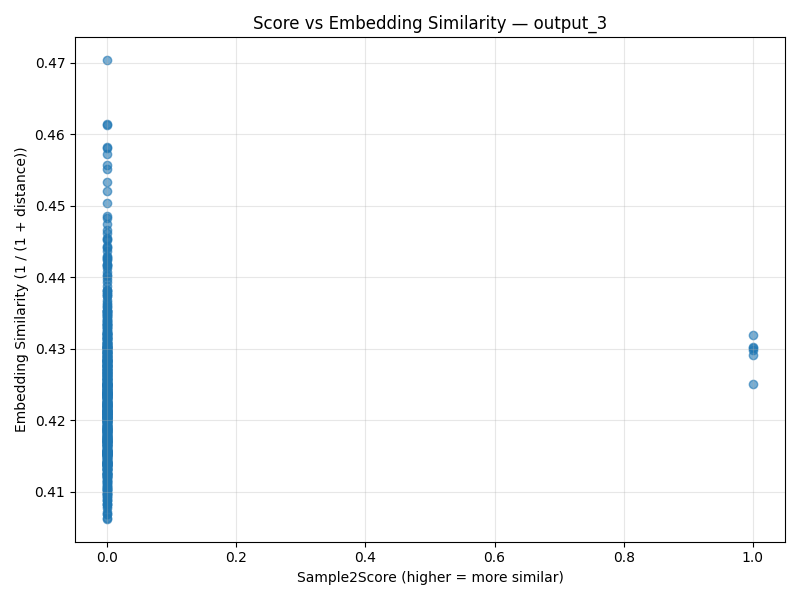 Score vs Embedding Similarity — output_3
Embedding Similarity (1 / (1 + distance))
0.47
0.46
0.45
0.44
0.43
0.42
0.41
0.0 0.2 0.4 0.6 0.8 1.0
Sample2Score (higher = more similar)